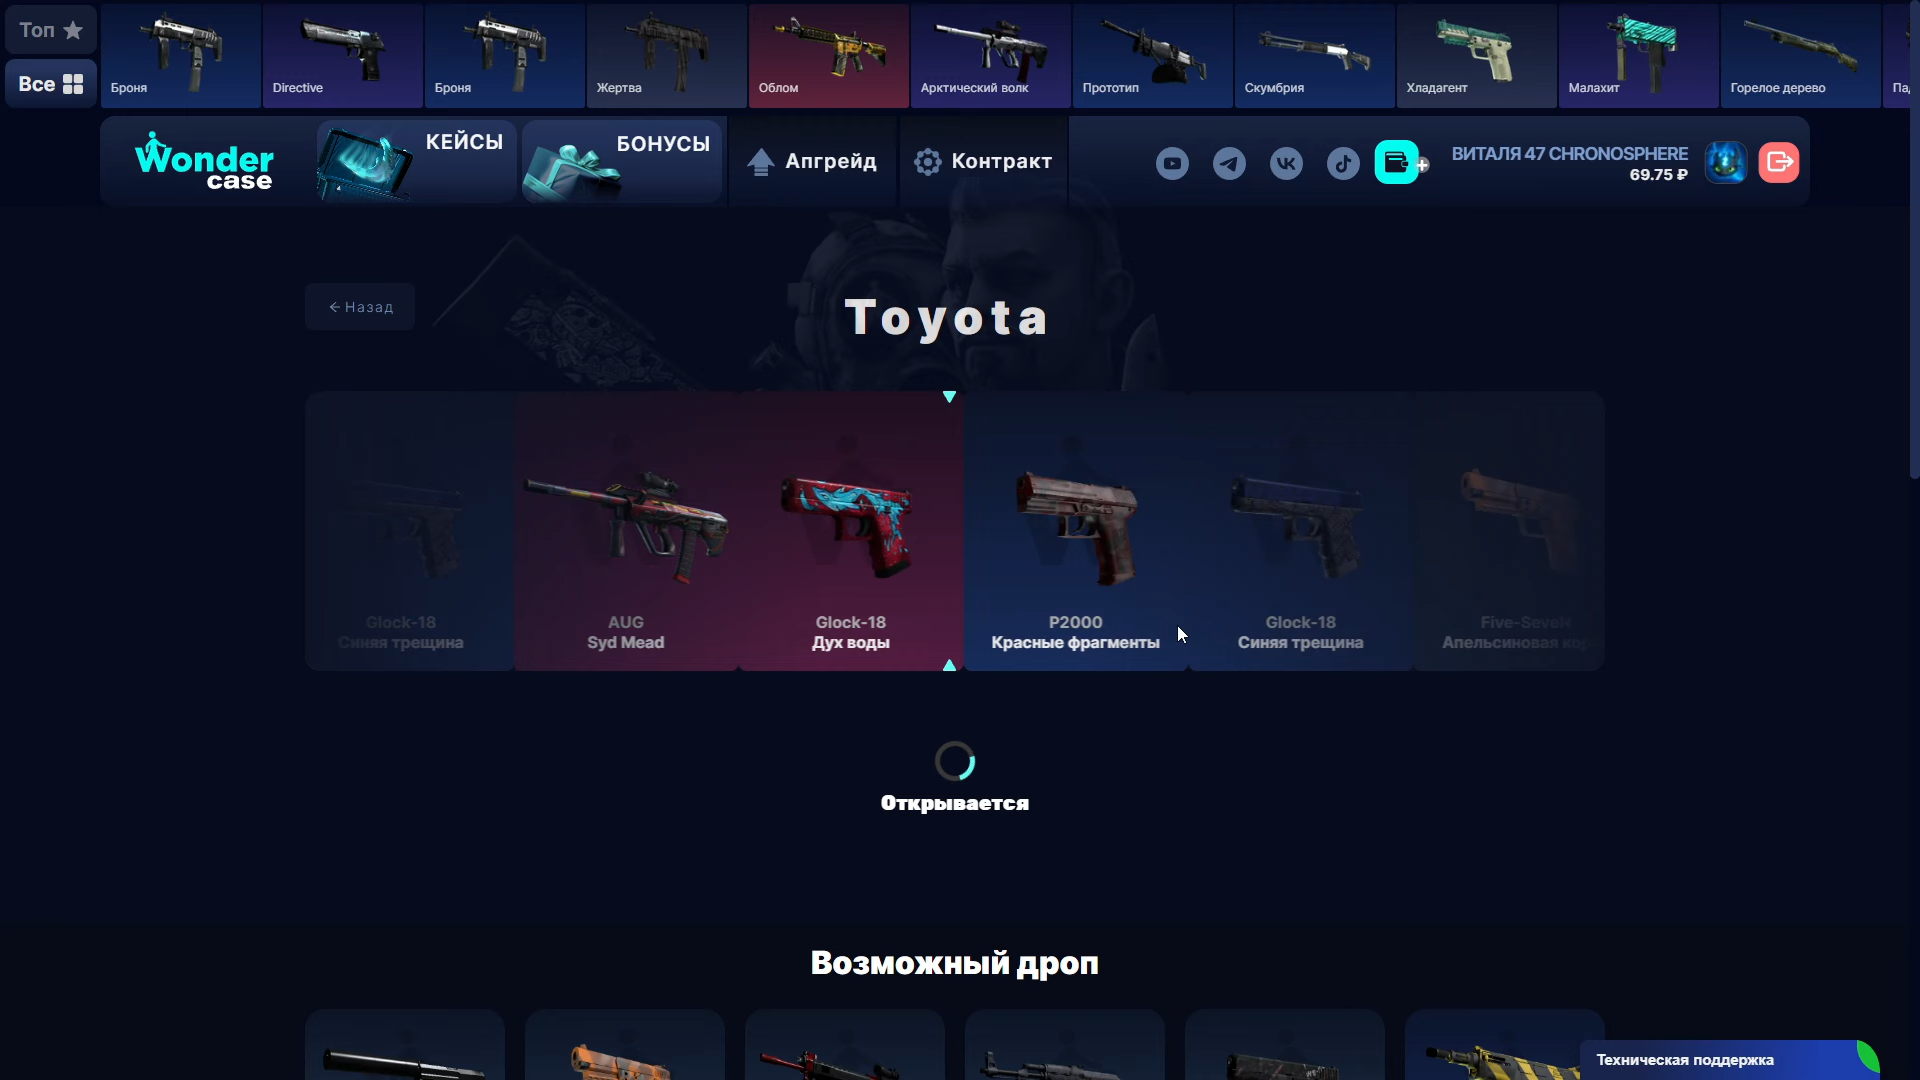 Топ
Все
Броня
Directive
Броня
Жертва
Облом
Арктический волк
Прототип
Скумбрия
Хладагент
Малахит
Горелое дерево
Wonder
case
КЕЙСЫ
БОНУСЫ
Апгрейд
Контракт
ВИТАЛЯ 47 CHRONOSPHERE
69.75 ₽
← Назад
Toyota
Glock-18
Синяя трещина
AUG
Syd Mead
Glock-18
Дух воды
P2000
Красные фрагменты
Glock-18
Синяя трещина
Five-SeveN
Апельсиновая
Открывается
Возможный дроп
Техническая поддержка